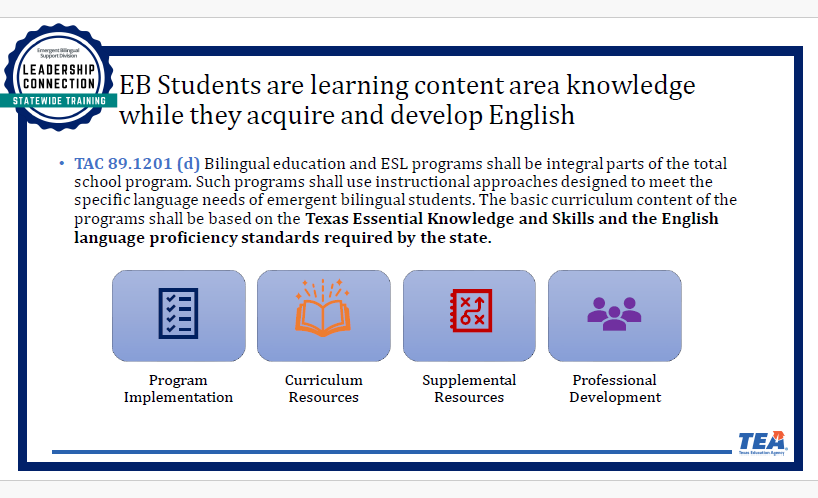 Emergent Bilingual
Support Division
LEADERSHIP
CONNECTION
STATEWIDE TRAINING
EB Students are learning content area knowledge
while they acquire and develop English
• TAC 89.1201 (d) Bilingual education and ESL programs shall be integral parts of the total
school program. Such programs shall use instructional approaches designed to meet the
specific language needs of emergent bilingual students. The basic curriculum content of the
programs shall be based on the Texas Essential Knowledge and Skills and the English
language proficiency standards required by the state.
Program
Implementation
Curriculum
Resources
Supplemental
Resources
Professional
Development
TEA
Texas Education Agency